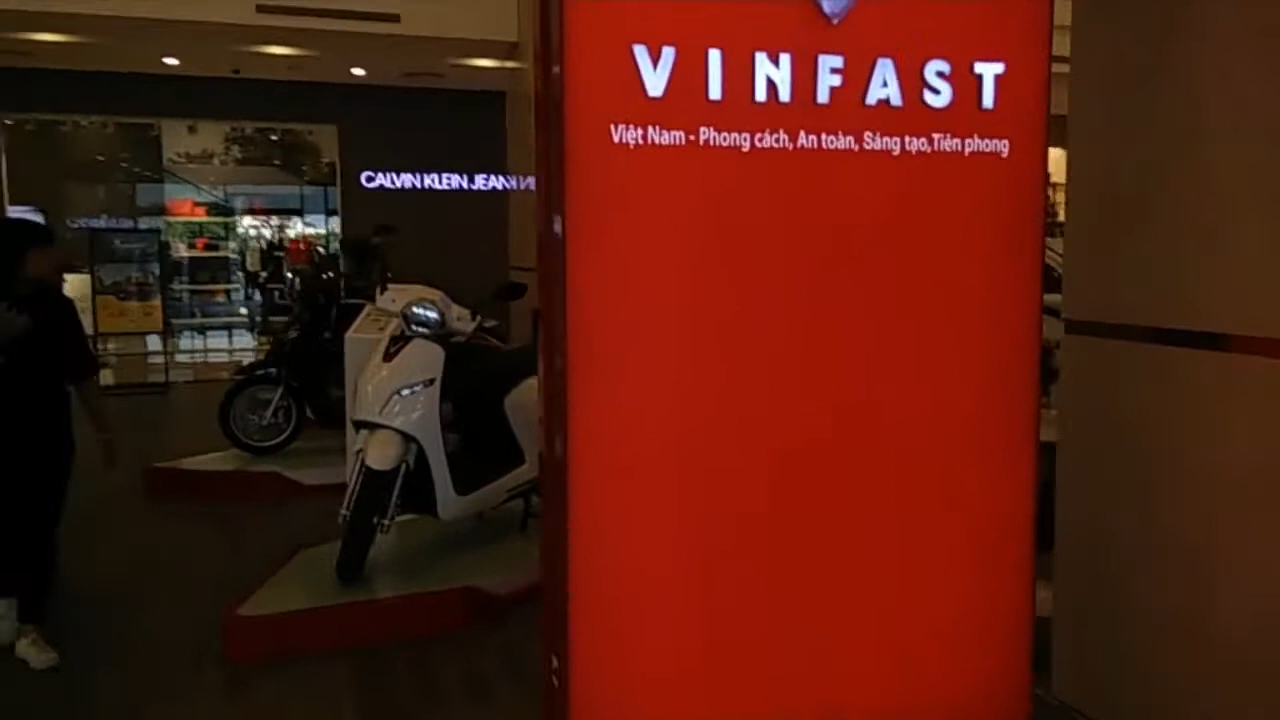 VINFAST
Việt Nam - Phong cách, An toàn, Sáng tạo,Tiên phong
CALVIN KLEIN JEANS